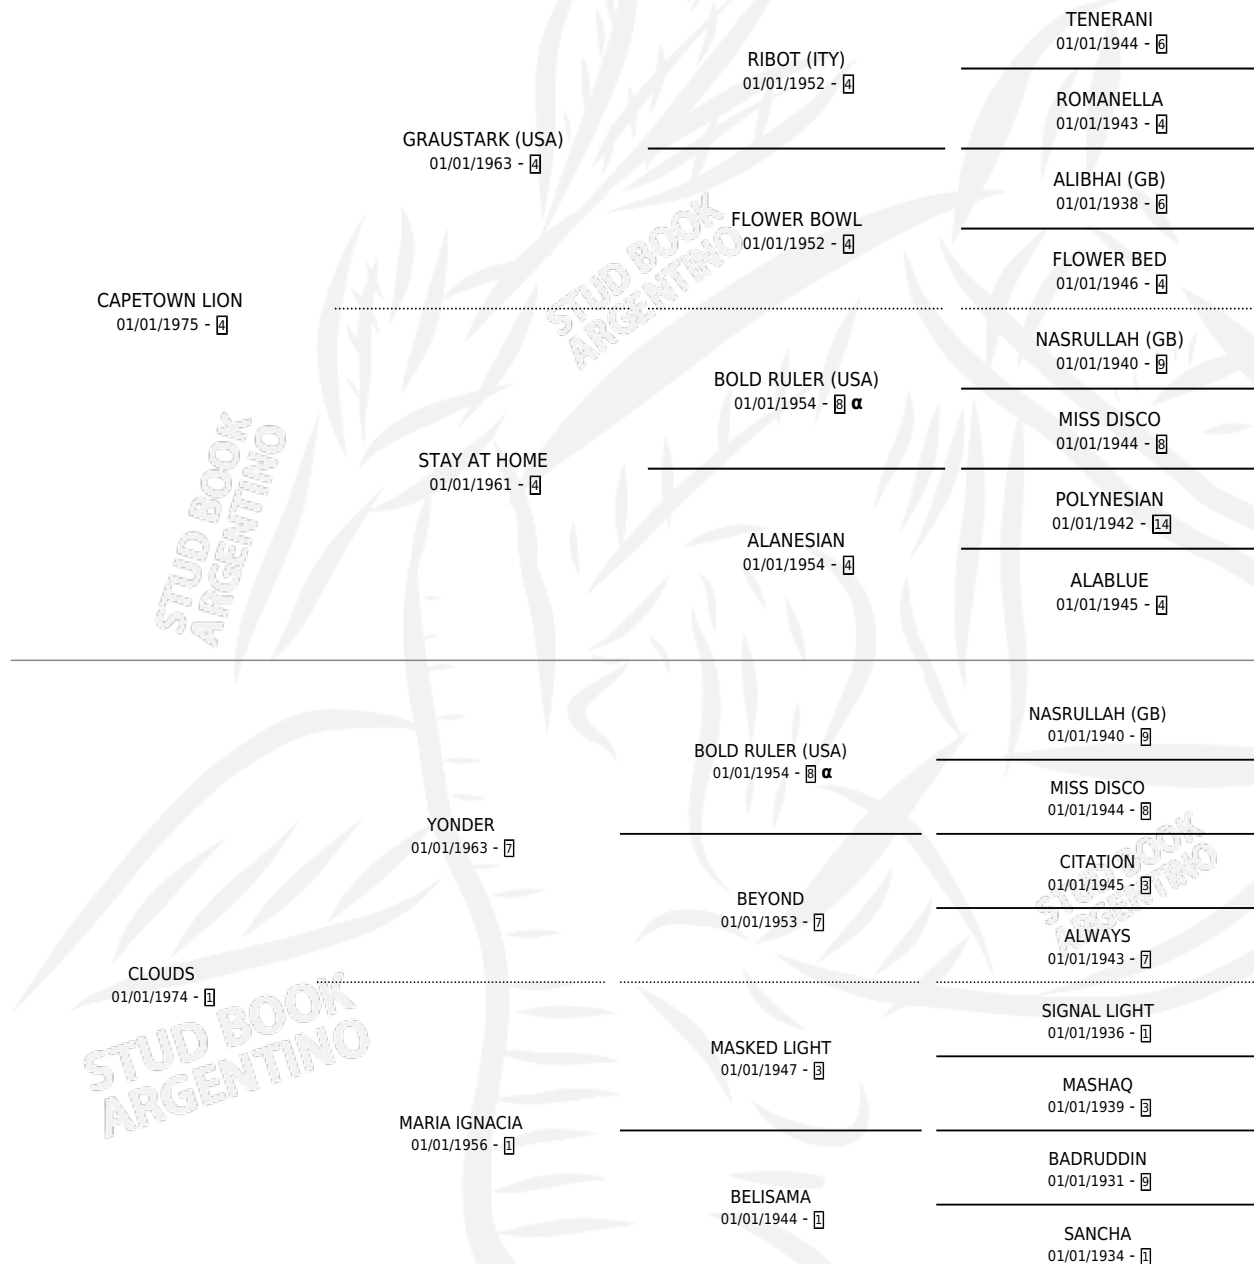 TENERANI
01/01/1944 - 6
RIBOT (ITY)
01/01/1952 - 4
ROMANELLA
01/01/1943 - 4
GRAUSTARK (USA)
01/01/1963 - 4
ALIBHAI (GB)
01/01/1938 - 6
FLOWER BOWL
01/01/1952 - 4
FLOWER BED
01/01/1946 - 4
STUD BOOK
ARGENTINO
CAPETOWN LION
01/01/1975 - 4
NASRULLAH (GB)
01/01/1940 - 9
BOLD RULER (USA)
01/01/1954 - 8 α
MISS DISCO
01/01/1944 - 8
STAY AT HOME
01/01/1961 - 4
POLYNESIAN
01/01/1942 - 14
ALANESIAN
01/01/1954 - 4
ALABLUE
01/01/1945 - 4
STUD BOOK
ARGENTINO
NASRULLAH (GB)
01/01/1940 - 9
BOLD RULER (USA)
01/01/1954 - 8 α
MISS DISCO
01/01/1944 - 8
YONDER
01/01/1963 - 7
CITATION
01/01/1945 - 3
BEYOND
01/01/1953 - 7
ALWAYS
01/01/1943 - 7
STUD BOOK
ARGENTINO
CLOUDS
01/01/1974 - 1
SIGNAL LIGHT
01/01/1936 - 1
MASKED LIGHT
01/01/1947 - 3
MASHAQ
01/01/1939 - 3
STUD BOOK
ARGENTINO
MARIA IGNACIA
01/01/1956 - 1
BADRUDDIN
01/01/1931 - 9
BELISAMA
01/01/1944 - 1
SANCHA
01/01/1934 - 1